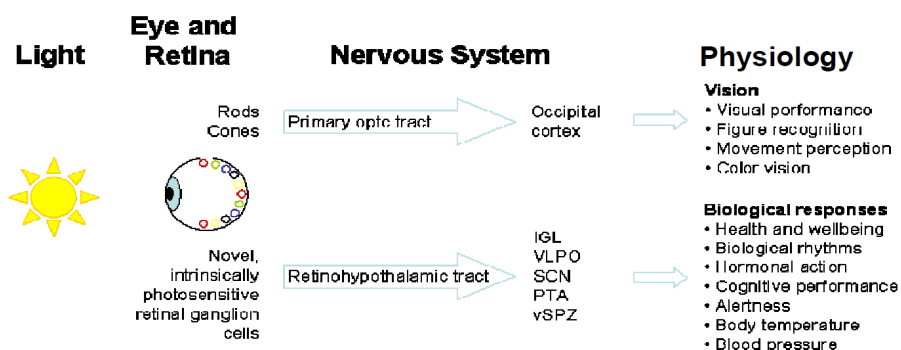 Light
Eye and
Retina
Nervous System
Physiology
Rods
Cones
Primary optc tract
Occipital
cortex
Vision
• Visual porformanco
• Figure recognition
• Movement perception
• Color vision
Novel,
intrinsically
photosensitive
retinal ganglion
cells
Retinohypothalamic tract
IGL
VLPO
SCN
PTA
vSPZ
Biological responses
• Health and wellbeing
• Biological rhythms
• Hormonal action
• Cognitive performance
• Alertness
• Body temperature
• Blood pressure